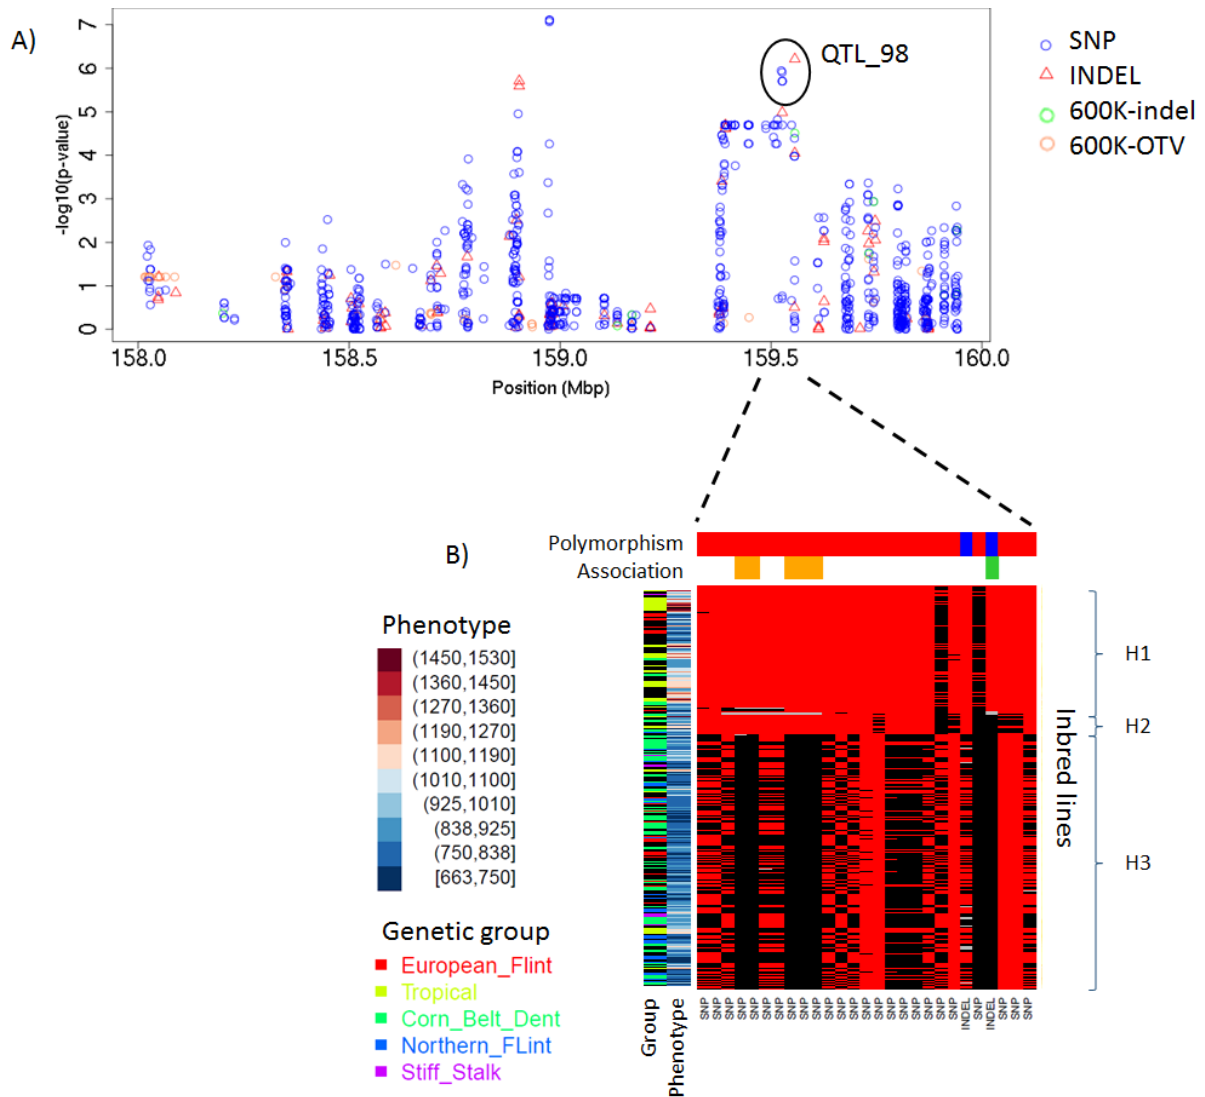 A)
QTL_98
SNP
INDEL
600K-indel
600K-OTV
-log10(p-value)
7
6
5
4
3
2
1
0
158.0 158.5 159.0 159.5 160.0
Position (Mbp)
B)
Polymorphism
Association
Phenotype
(1450,1530]
(1360,1450]
(1270,1360]
(1190,1270]
(1100,1190]
(1010,1100]
(925,1010]
(838,925]
(750,838]
[663,750]
Genetic group
European_Flint
Tropical
Corn_Belt_Dent
Northern_FLint
Stiff_Stalk
Group
Phenotype
SNP SNP SNP SNP SNP SNP SNP SNP SNP SNP SNP SNP SNP SNP SNP SNP SNP SNP SNP SNP SNP INDEL SNP INDEL SNP SNP SNP
Inbred lines
H1
H2
H3